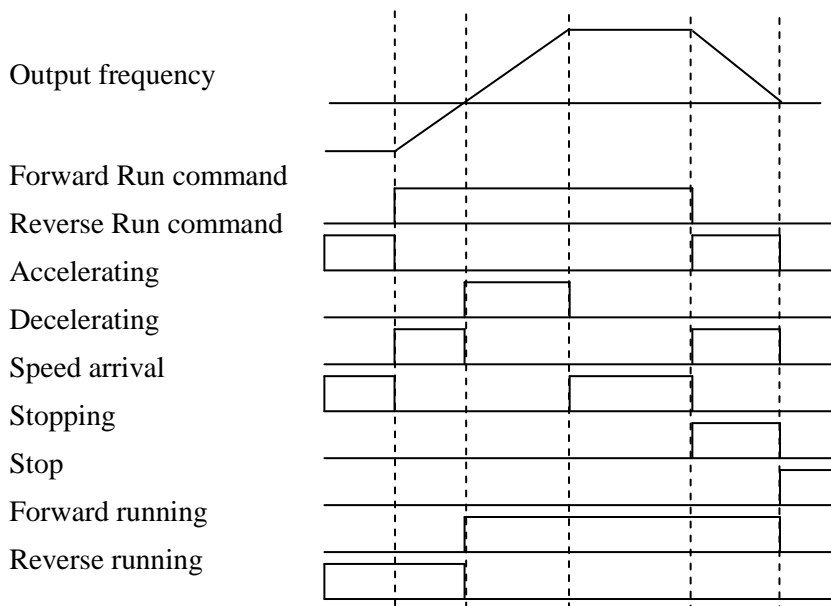 Output frequency
Forward Run command
Reverse Run command
Accelerating
Decelerating
Speed arrival
Stopping
Stop
Forward running
Reverse running